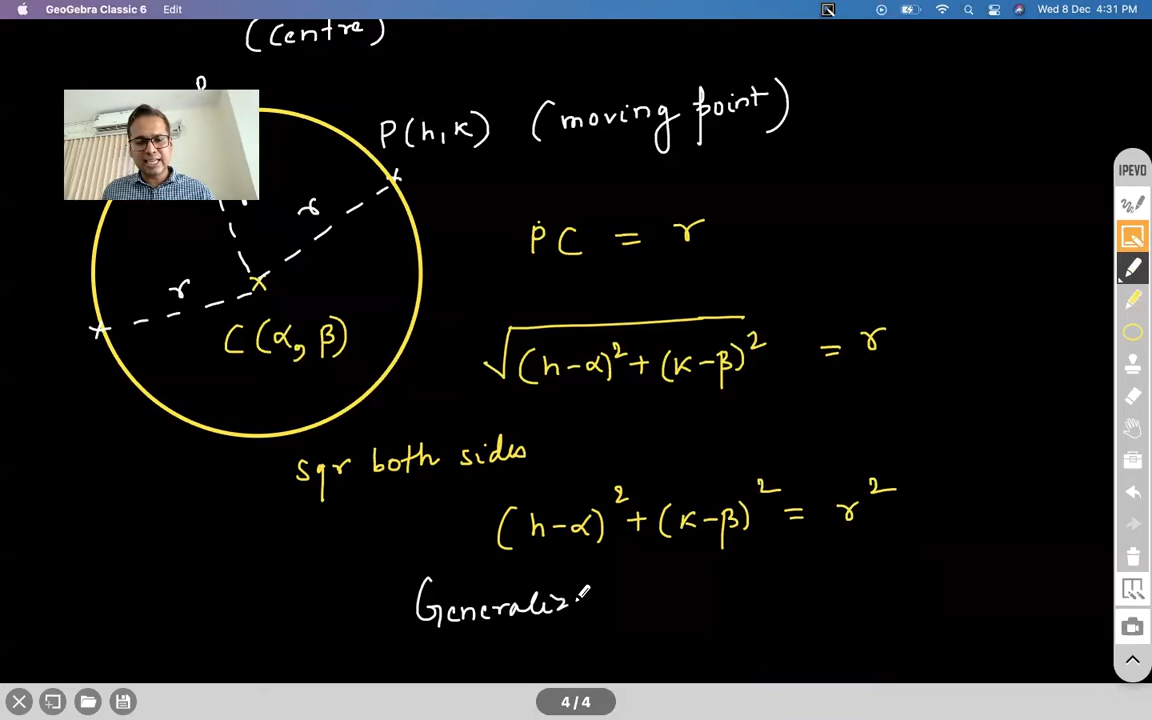 GeoGebra Classic 6 Edit Wed 8 Dec 4:31 PM
(Centre)
P(h,k) (moving point)
IPEVO
r
PC = r
r
C(α,β)
√(h-α)²+(k-β)² = r
sqr both sides
(h-α)²+(k-β)² = r²
Generaliz
4/4